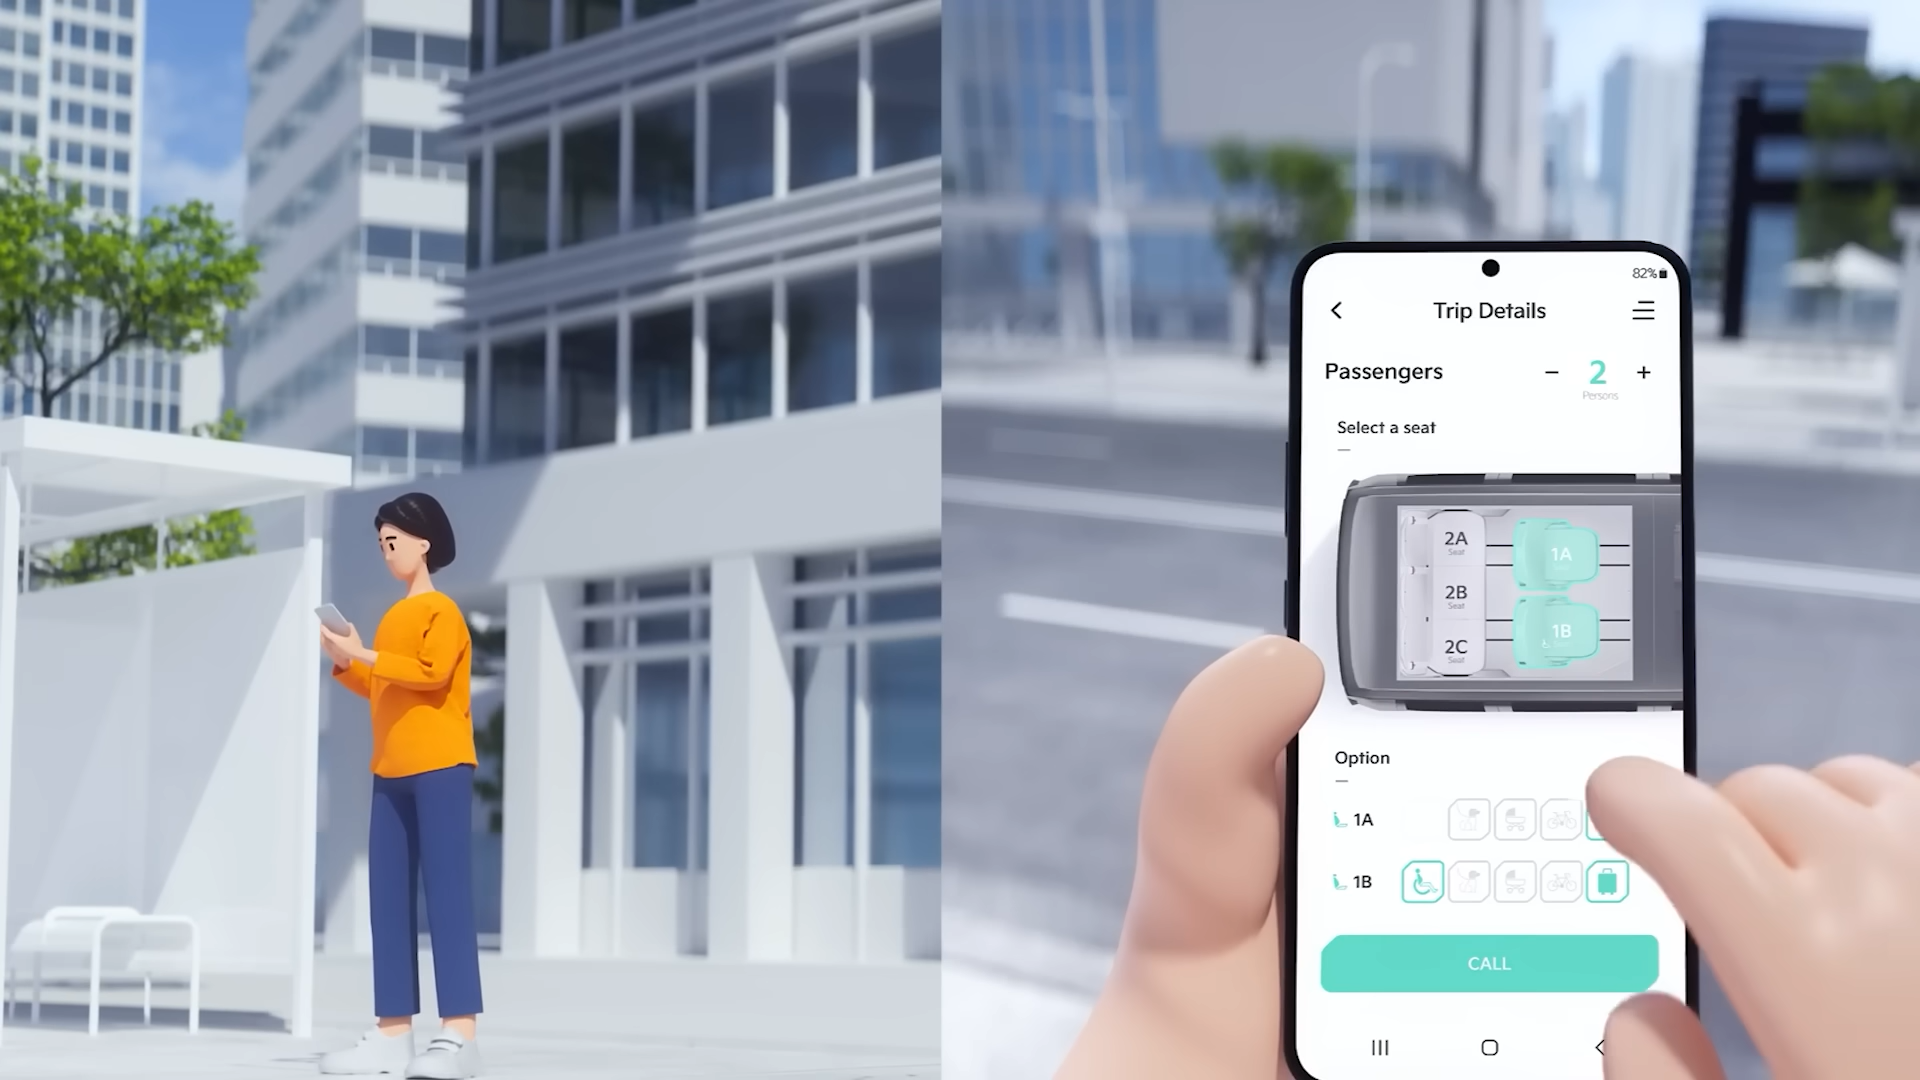 82%
Trip Details
Passengers
2
Persons
Select a seat
2A
Seat
1A
2B
Seat
1B
2C
Seat
Option
1A
1B
CALL